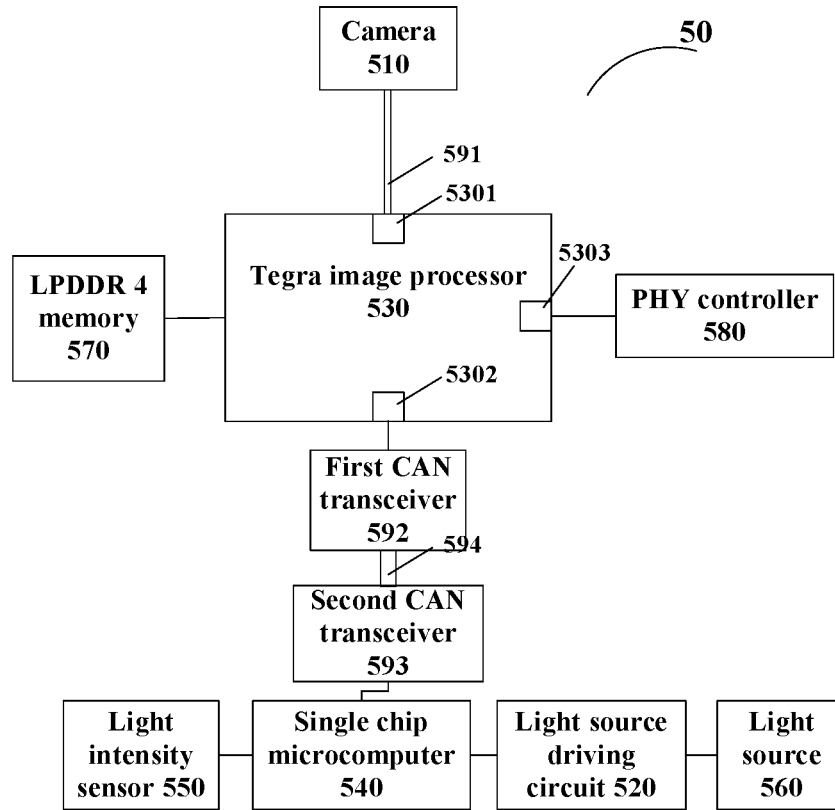 Camera
510
50
591
5301
5303
Tegra image processor
530
LPDDR 4
memory
570
PHY controller
580
5302
First CAN
transceiver
592
594
Second CAN
transceiver
593
Light
intensity
sensor 550
Single chip
microcomputer
540
Light source
driving
circuit 520
Light
source
560